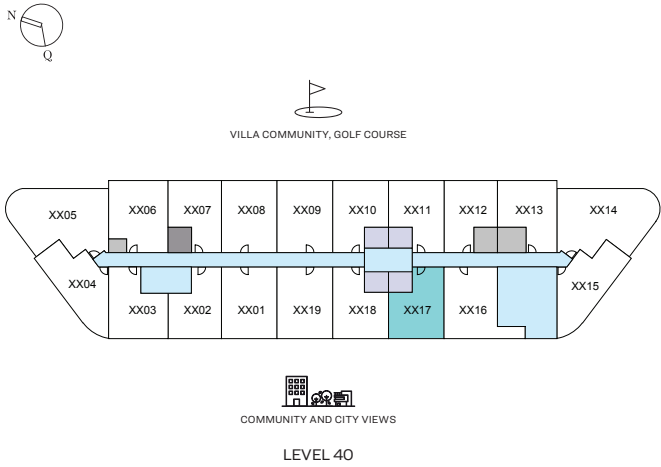 N
Q
VILLA COMMUNITY, GOLF COURSE
XX05 XX06 XX07 XX08 XX09 XX10 XX11 XX12 XX13 XX14
XX04 XX03 XX02 XX01 XX19 XX18 XX17 XX16 XX15
COMMUNITY AND CITY VIEWS
LEVEL 40